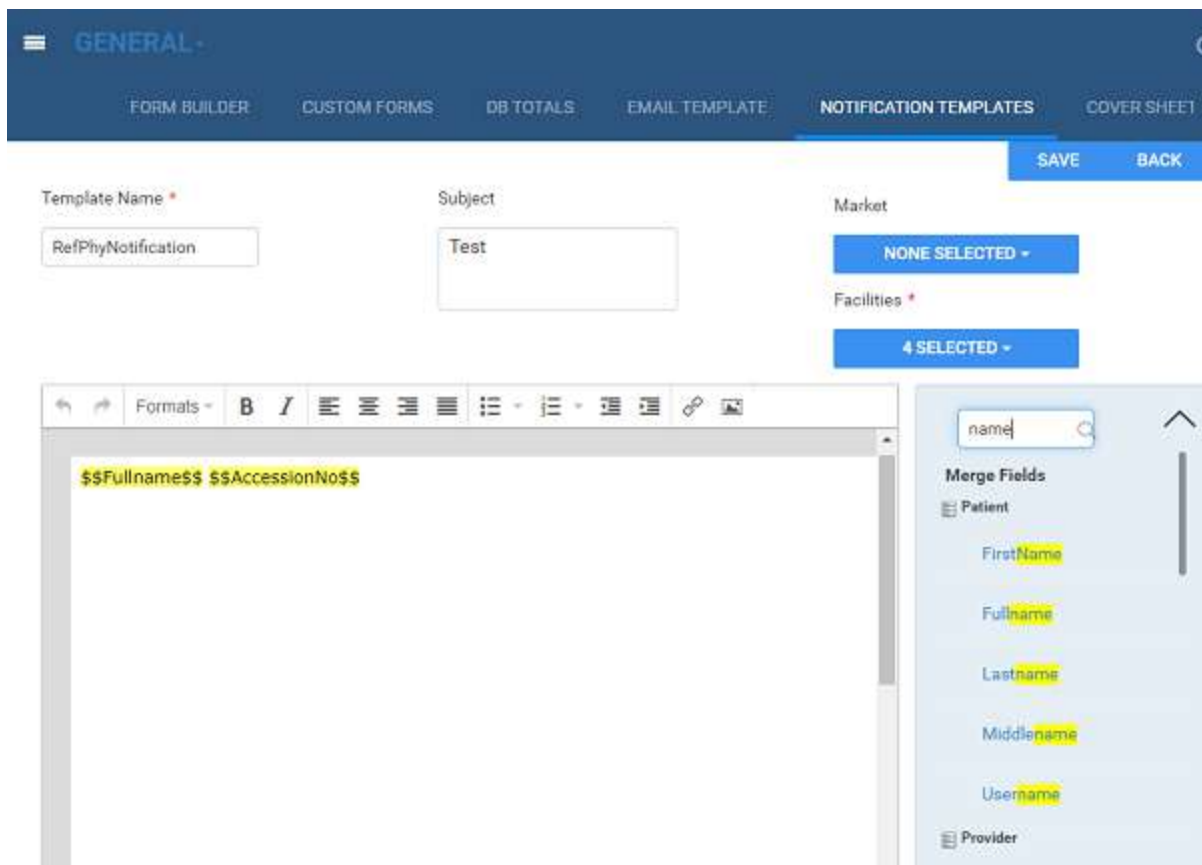 GENERAL
FORM BUILDER CUSTOM FORMS DB TOTALS EMAIL TEMPLATE NOTIFICATION TEMPLATES COVER SHEET
SAVE BACK
Template Name * Subject Market
RefPhyNotification Test NONE SELECTED
Facilities *
4 SELECTED
Formats B I
name
$$Fullname$$ $$AccessionNo$$
Merge Fields
Patient
FirstName
Fullname
Lastname
Middlename
Username
Provider